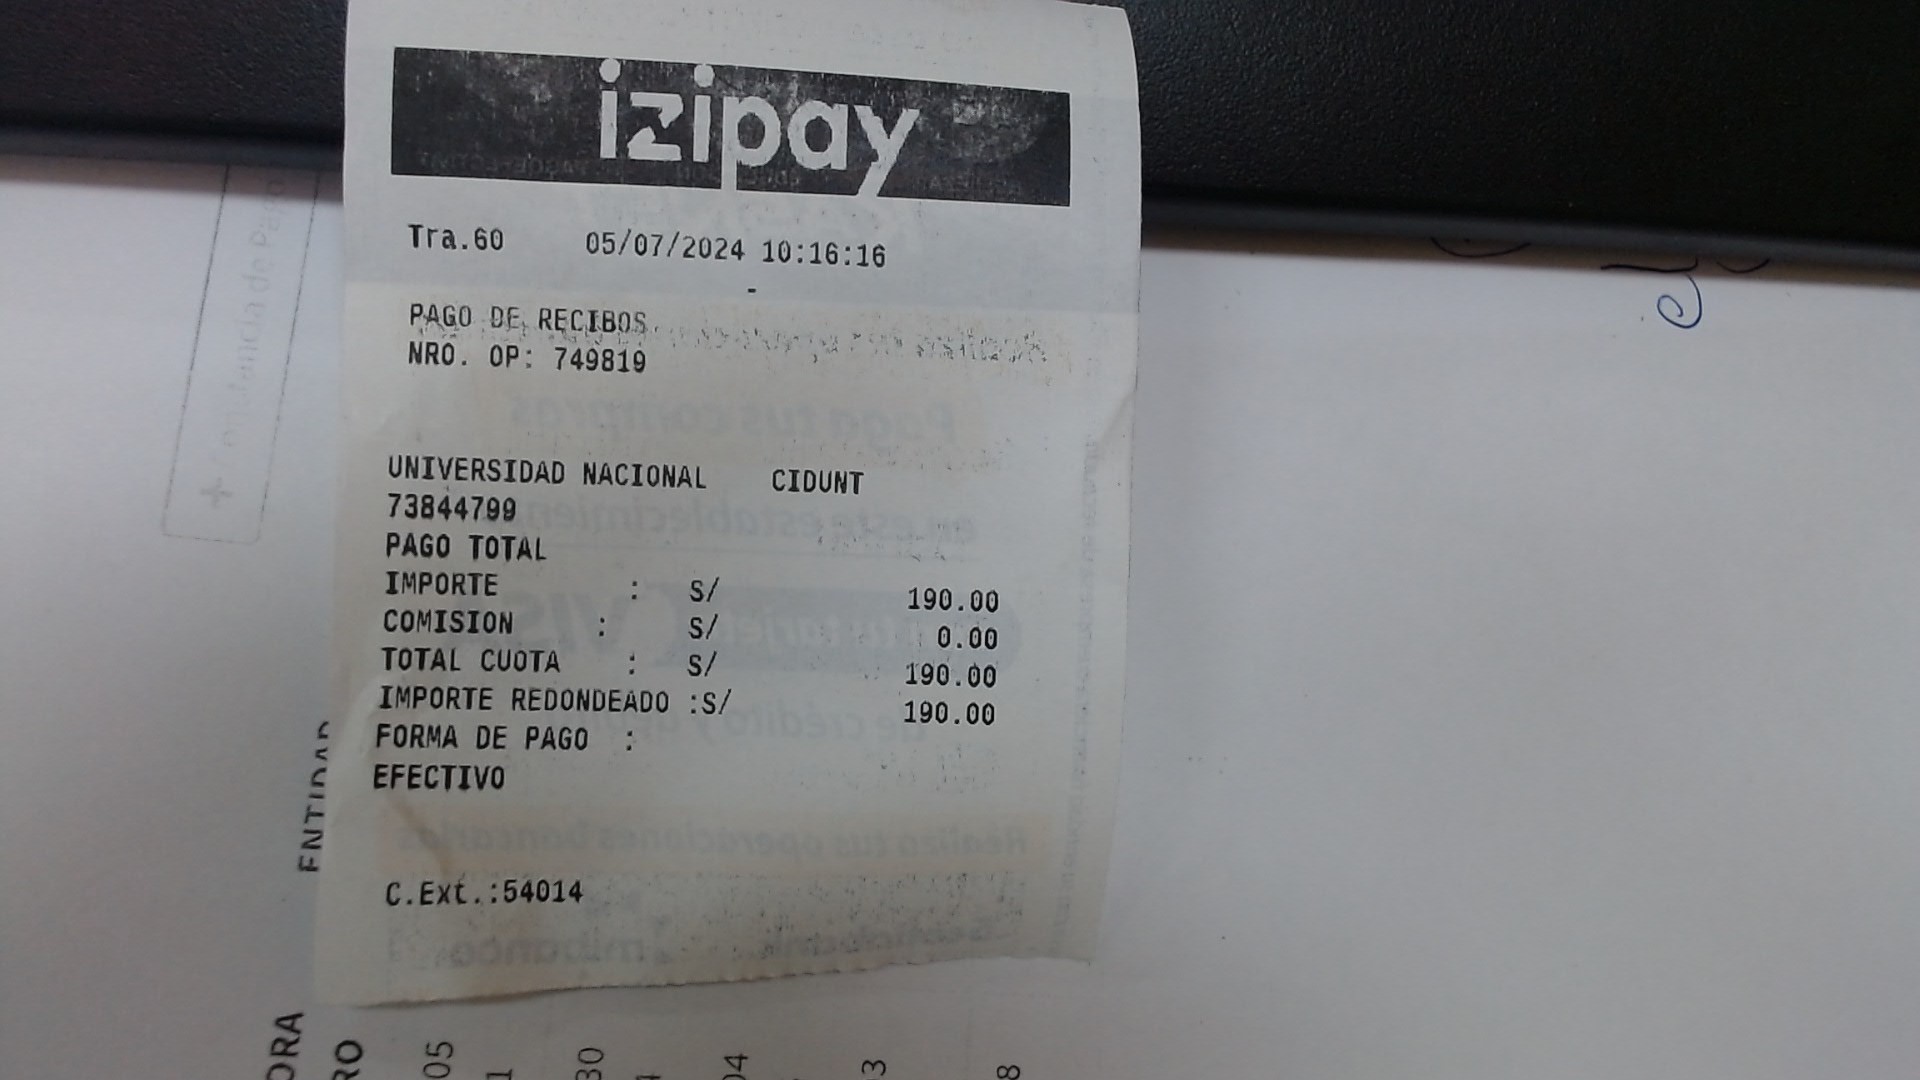 izipay
Tra.60 05/07/2024 10:16:16
-
PAGO DE RECIBOS
NRO. OP: 749819
UNIVERSIDAD NACIONAL CIDUNT
73844799
PAGO TOTAL
IMPORTE : S/ 190.00
COMISION : S/ 0.00
TOTAL CUOTA : S/ 190.00
IMPORTE REDONDEADO :S/ 190.00
FORMA DE PAGO :
EFECTIVO
C.Ext.:54014
ENTIDAD